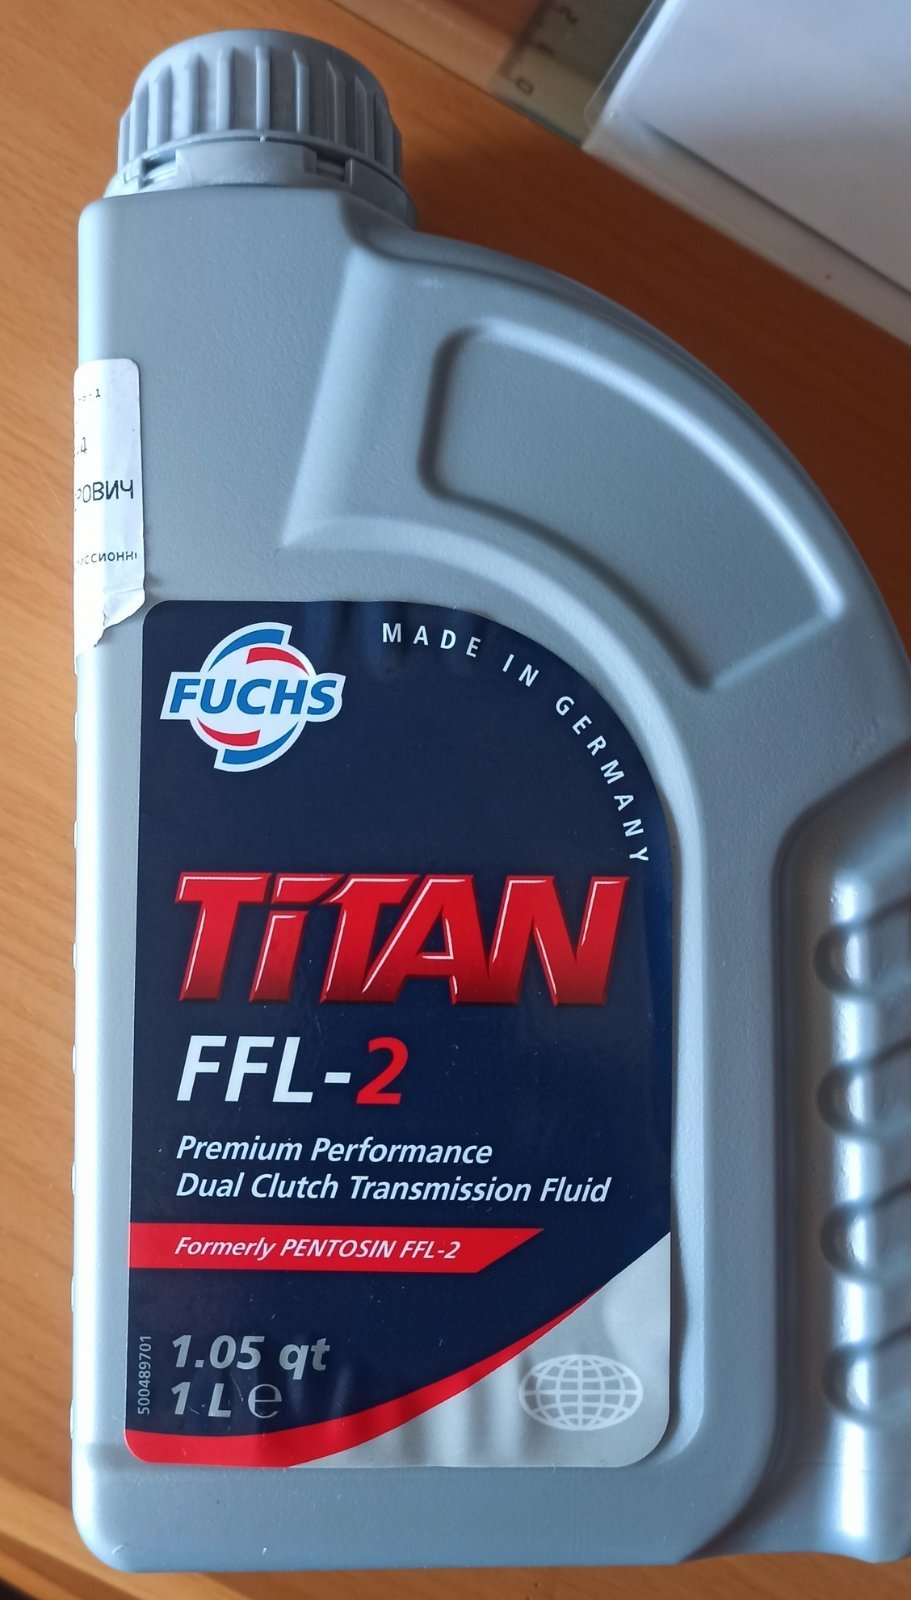 FUCHS
MADE IN GERMANY
TITAN
FFL-2
Premium Performance
Dual Clutch Transmission Fluid
Formerly PENTOSIN FFL-2
500489701
1.05 qt
1 L e